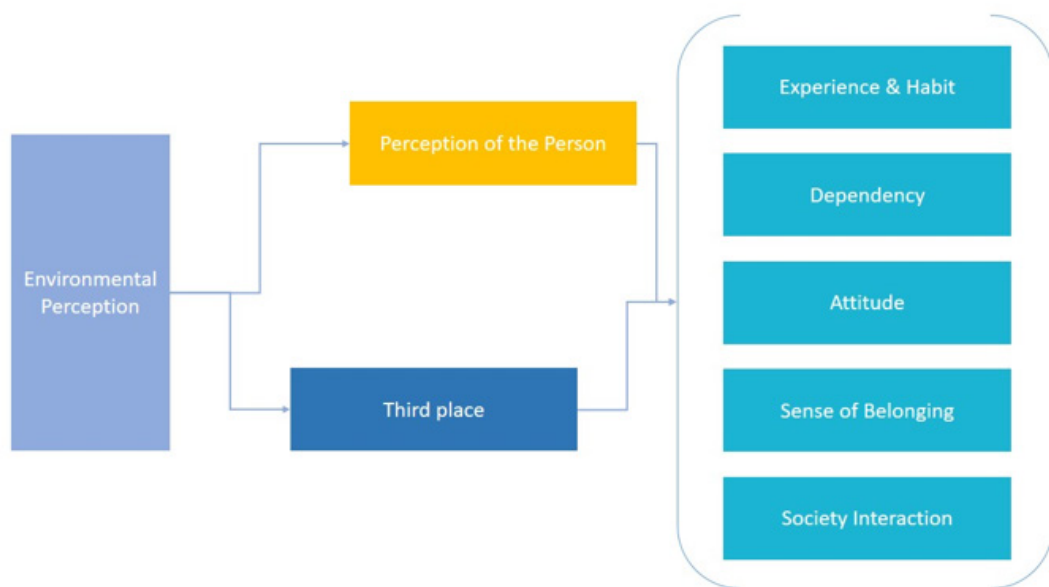 Environmental
Perception
Perception of the Person
Third place
Experience & Habit
Dependency
Attitude
Sense of Belonging
Society Interaction